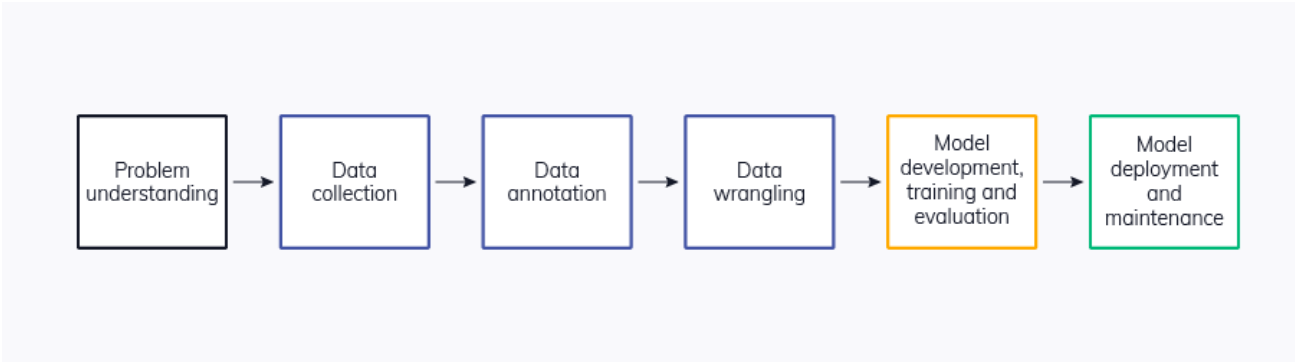 Problem
understanding
Data
collection
Data
annotation
Data
wrangling
Model
development,
training and
evaluation
Model
deployment
and
maintenance